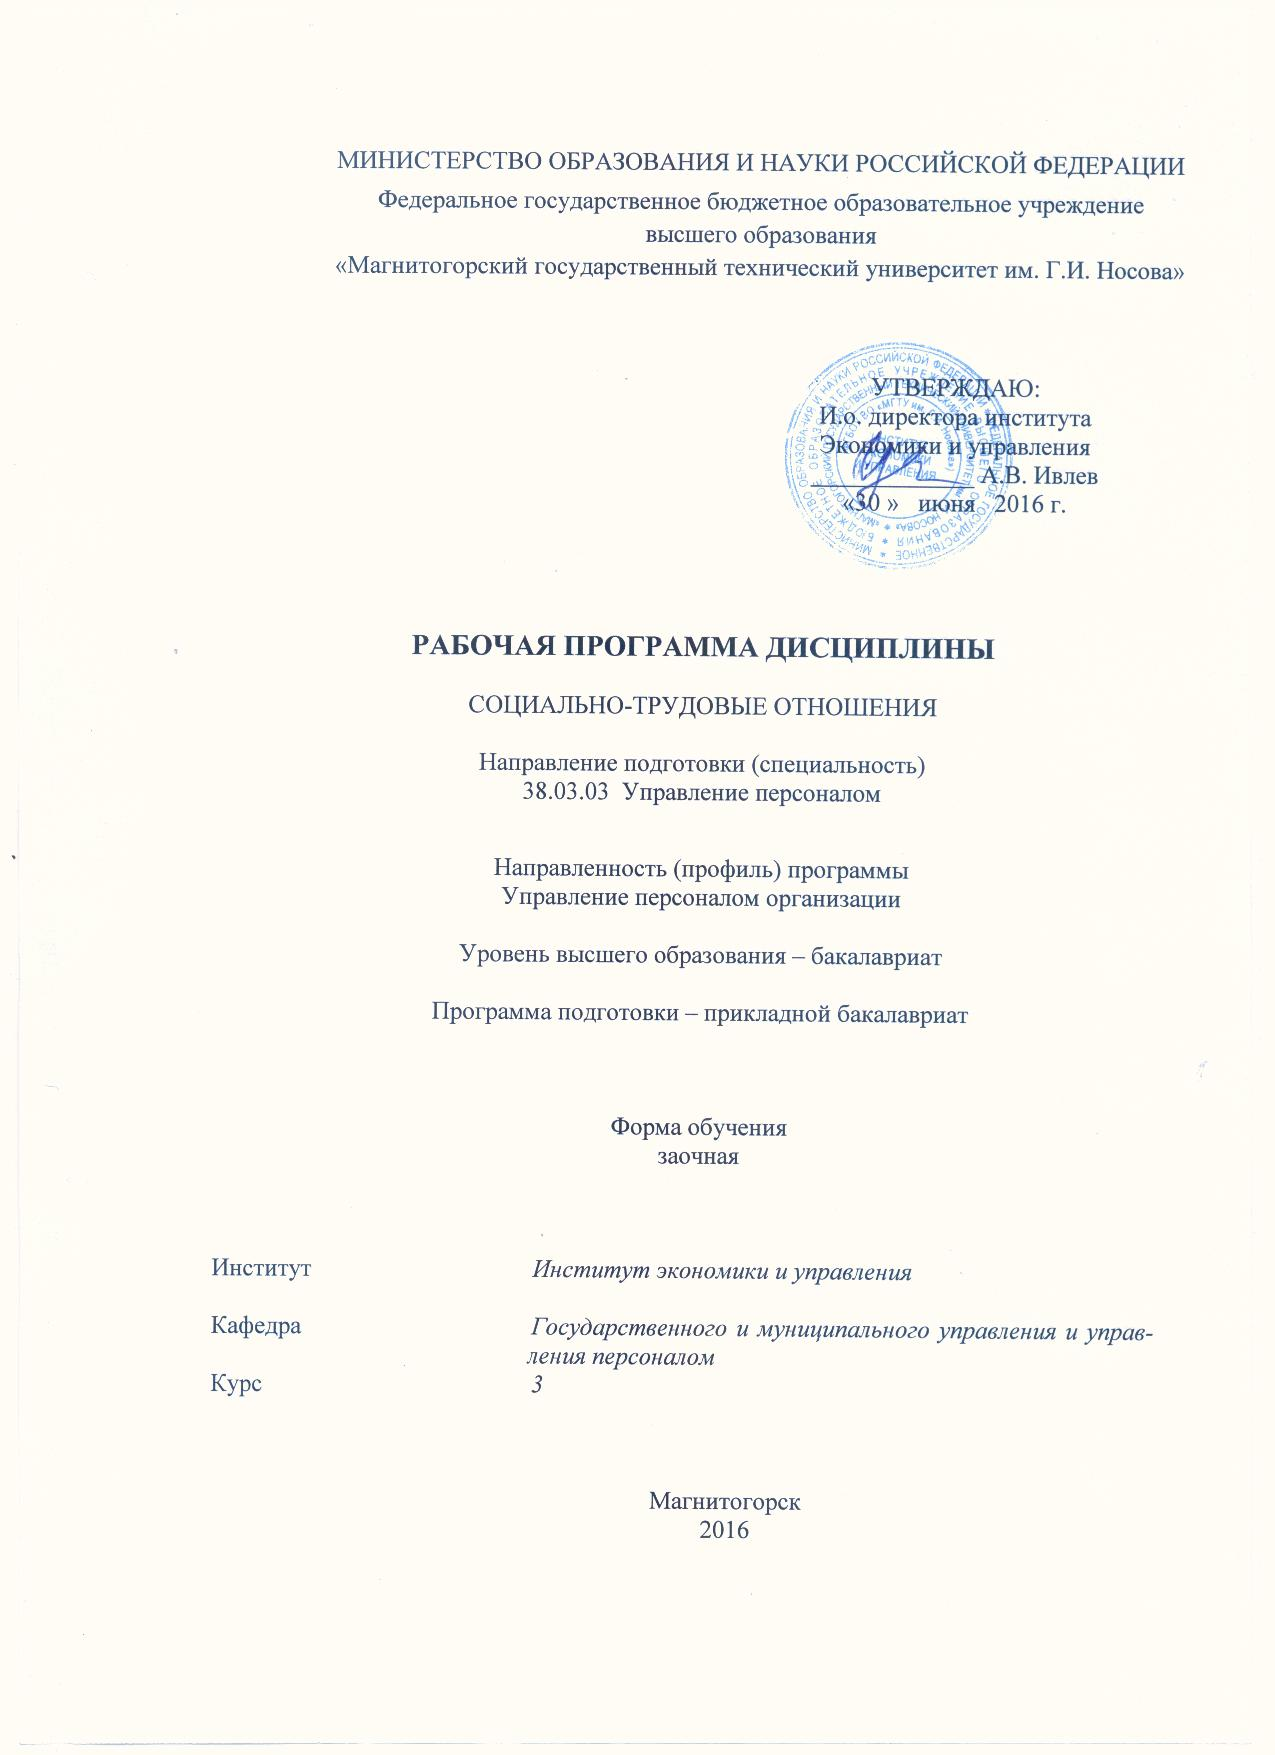 МИНИСТЕРСТВО ОБРАЗОВАНИЯ И НАУКИ РОССИЙСКОЙ ФЕДЕРАЦИИ
Федеральное государственное бюджетное образовательное учреждение
высшего образования
«Магнитогорский государственный технический университет им. Г.И. Носова»
УТВЕРЖДАЮ:
И.о. директора института
Экономики и управления
А.В. Ивлев
«30 » июня 2016 г.
РАБОЧАЯ ПРОГРАММА ДИСЦИПЛИНЫ
СОЦИАЛЬНО-ТРУДОВЫЕ ОТНОШЕНИЯ
Направление подготовки (специальность)
38.03.03 Управление персоналом
Направленность (профиль) программы
Управление персоналом организации
Уровень высшего образования – бакалавриат
Программа подготовки – прикладной бакалавриат
Форма обучения
заочная
Институт Институт экономики и управления
Кафедра Государственного и муниципального управления и управ-
ления персоналом
Курс 3
Магнитогорск
2016